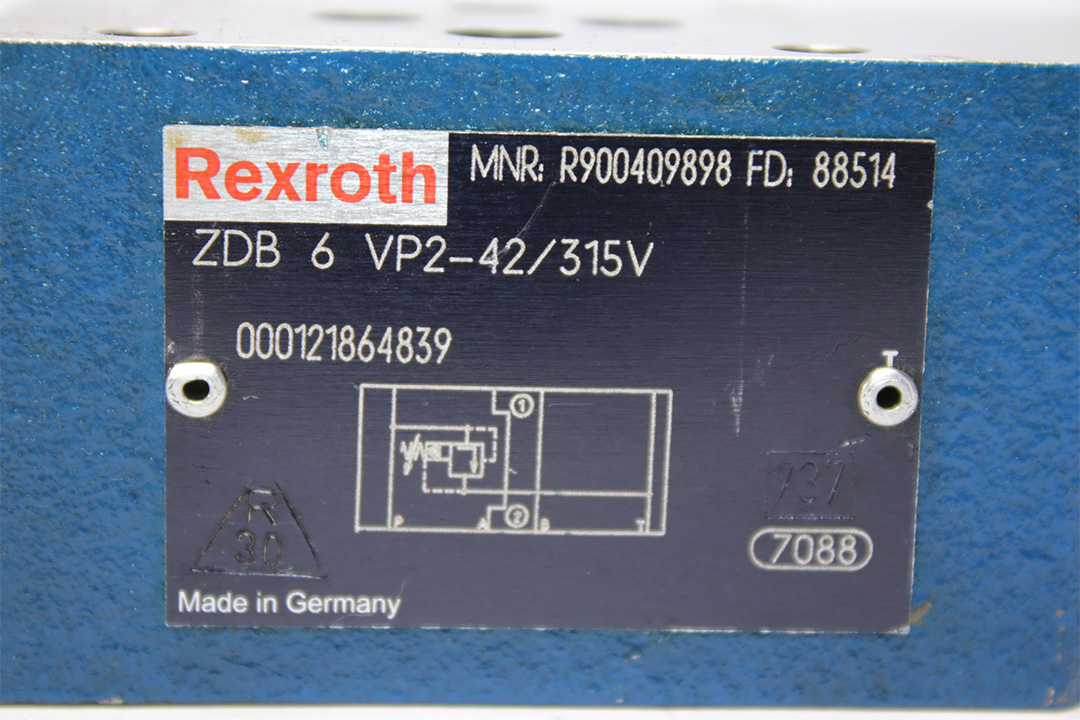 Rexroth
MNR: R900409898 FD: 88514
ZDB 6 VP2-42/315V
000121864839
T
1
P A 2 B T
R
30
737
7088
Made in Germany